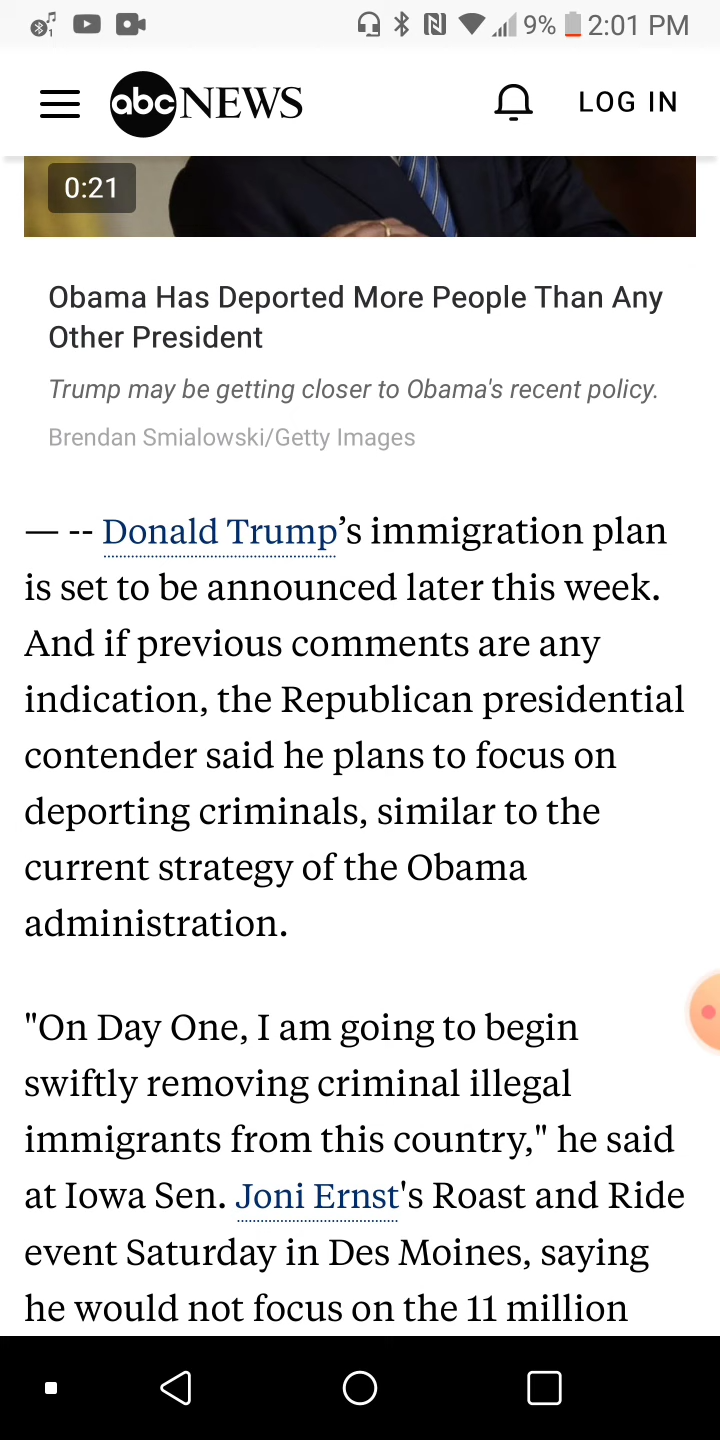 9% 2:01 PM
abc NEWS LOG IN
0:21
Obama Has Deported More People Than Any
Other President
Trump may be getting closer to Obama's recent policy.
Brendan Smialowski/Getty Images
— -- Donald Trump’s immigration plan
is set to be announced later this week.
And if previous comments are any
indication, the Republican presidential
contender said he plans to focus on
deporting criminals, similar to the
current strategy of the Obama
administration.
"On Day One, I am going to begin
swiftly removing criminal illegal
immigrants from this country," he said
at Iowa Sen. Joni Ernst's Roast and Ride
event Saturday in Des Moines, saying
he would not focus on the 11 million